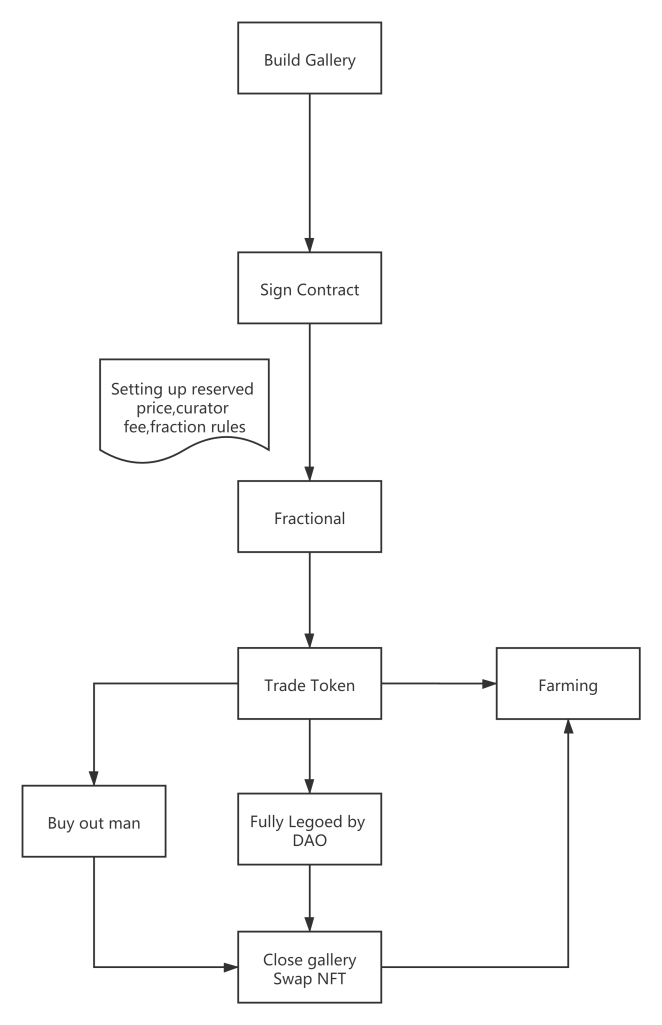 Build Gallery
Sign Contract
Setting up reserved
price,curator
fee,fraction rules
Fractional
Trade Token
Farming
Buy out man
Fully Legoed by
DAO
Close gallery
Swap NFT